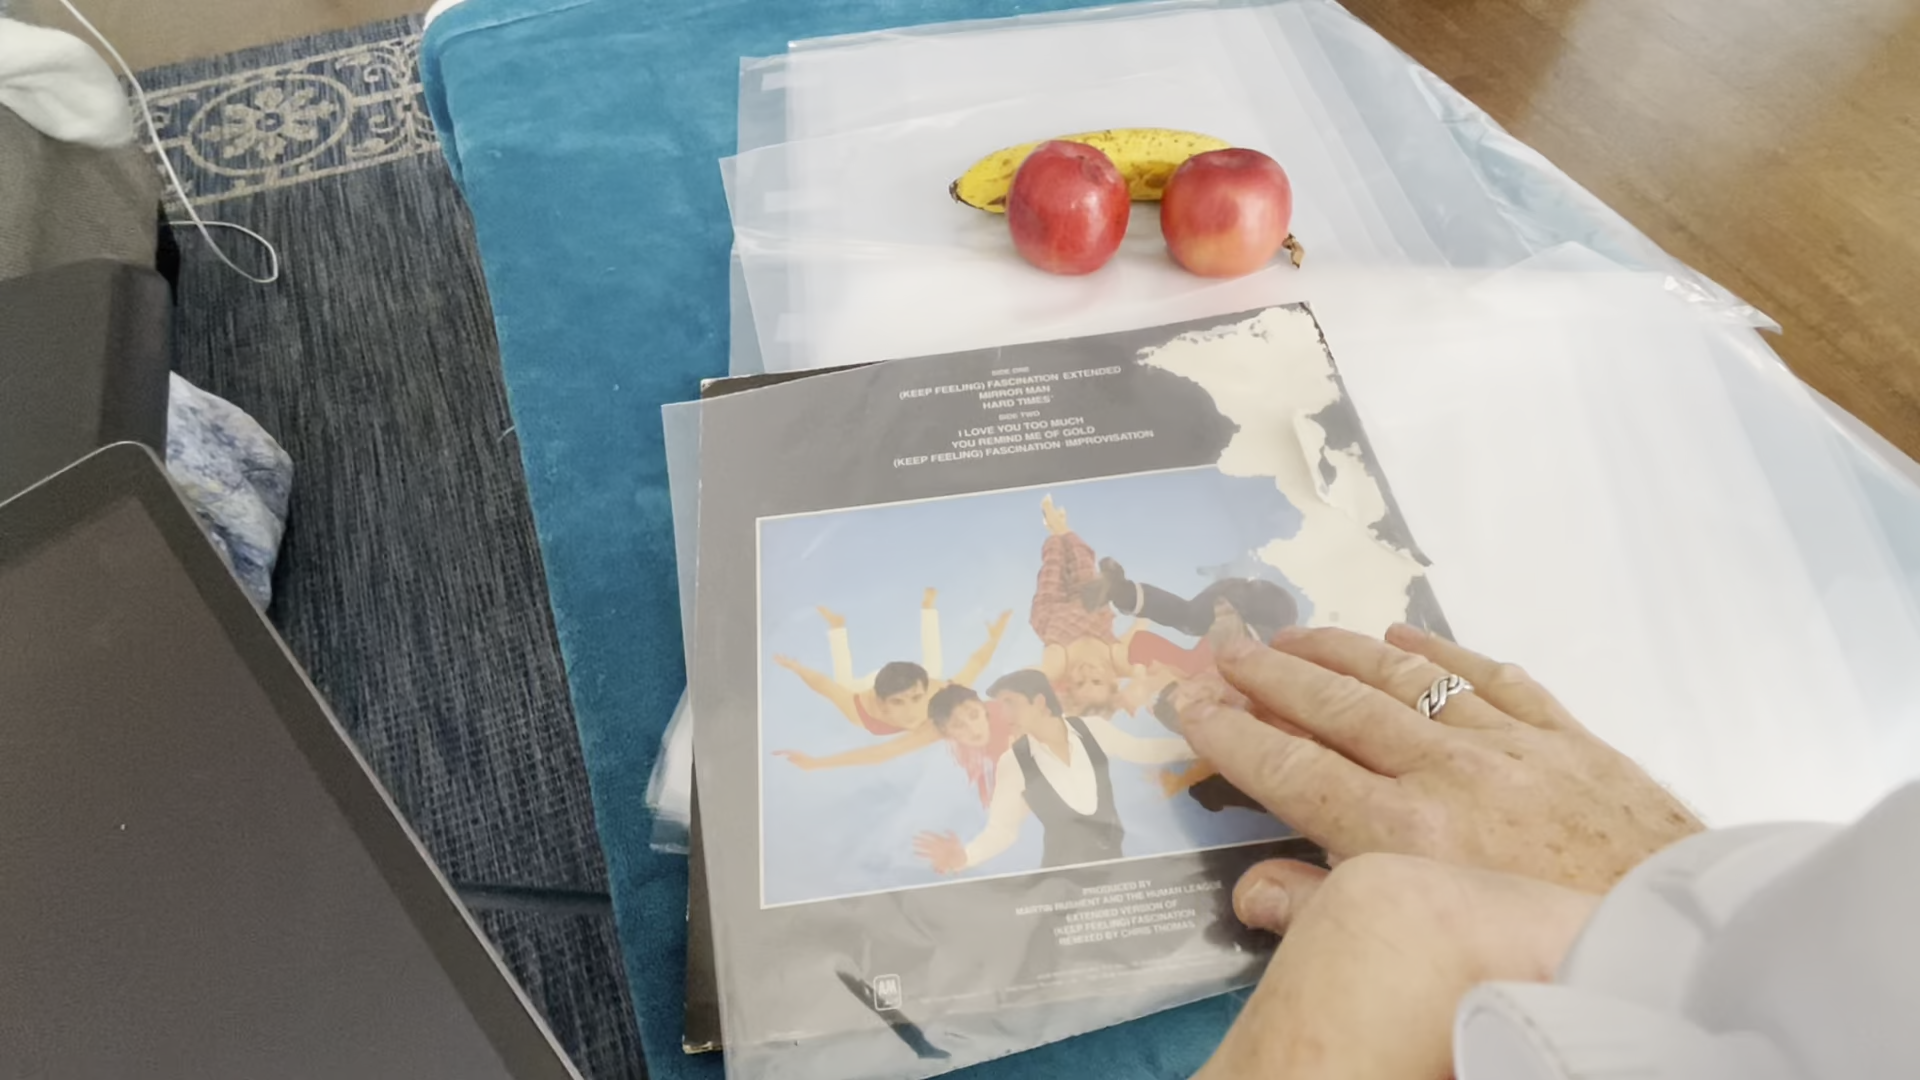 SIDE ONE
(KEEP FEELING) FASCINATION EXTENDED
MIRROR MAN
HARD TIMES
SIDE TWO
I LOVE YOU TOO MUCH
YOU REMIND ME OF GOLD
(KEEP FEELING) FASCINATION IMPROVISATION
PRODUCED BY
MARTIN RUSHENT AND THE HUMAN LEAGUE
EXTENDED VERSION OF
(KEEP FEELING) FASCINATION
REMIXED BY CHRIS THOMAS
AM